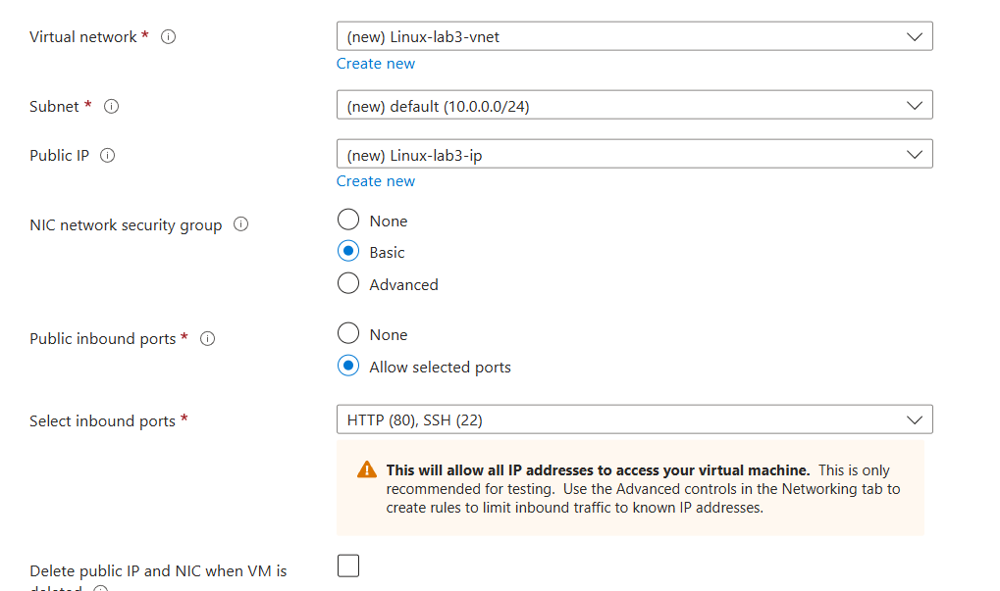 Virtual network *
(new) Linux-lab3-vnet
Create new
Subnet *
(new) default (10.0.0.0/24)
Public IP
(new) Linux-lab3-ip
Create new
NIC network security group
None
Basic
Advanced
Public inbound ports *
None
Allow selected ports
Select inbound ports *
HTTP (80), SSH (22)
This will allow all IP addresses to access your virtual machine. This is only
recommended for testing. Use the Advanced controls in the Networking tab to
create rules to limit inbound traffic to known IP addresses.
Delete public IP and NIC when VM is
deleted